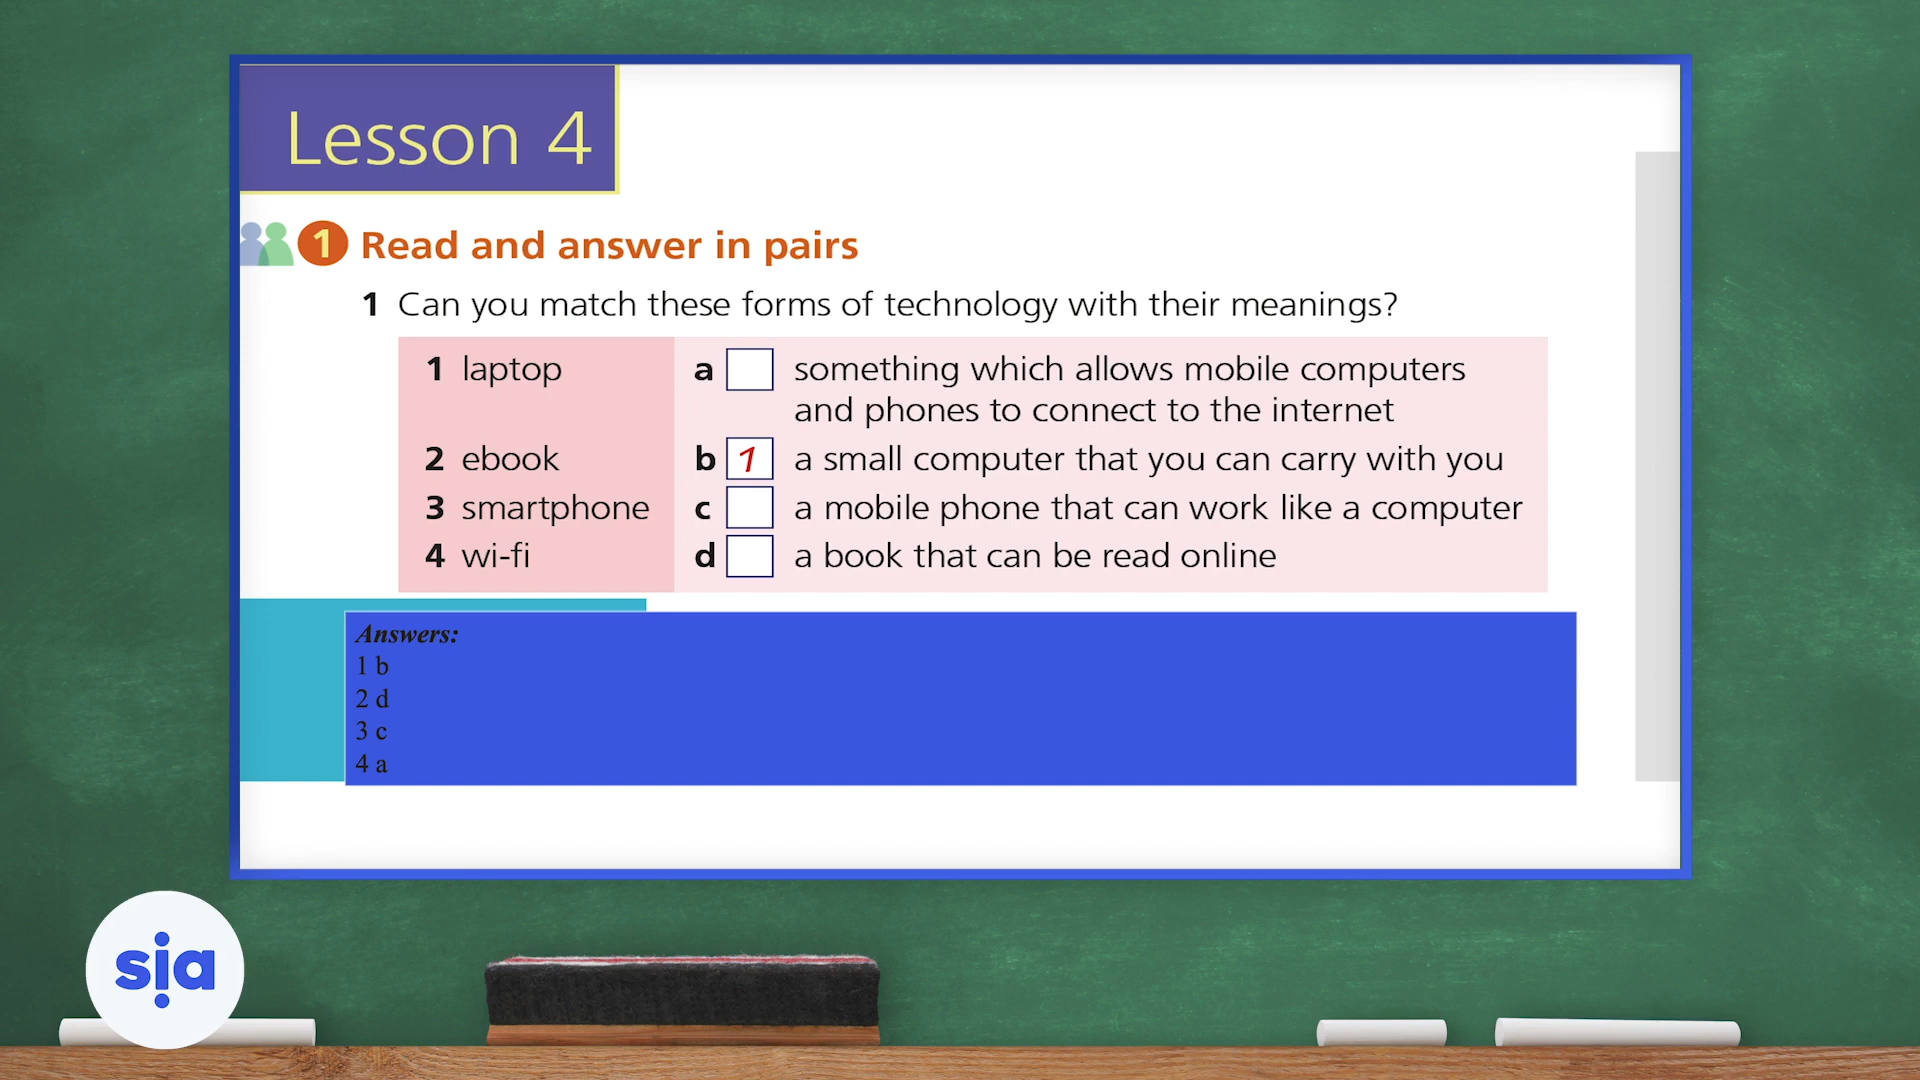 Lesson 4
1 Read and answer in pairs
1 Can you match these forms of technology with their meanings?
1 laptop
2 ebook
3 smartphone
4 wi-fi
a something which allows mobile computers
and phones to connect to the internet
b 1 a small computer that you can carry with you
c a mobile phone that can work like a computer
d a book that can be read online
Answers:
1 b
2 d
3 c
4 a
sia